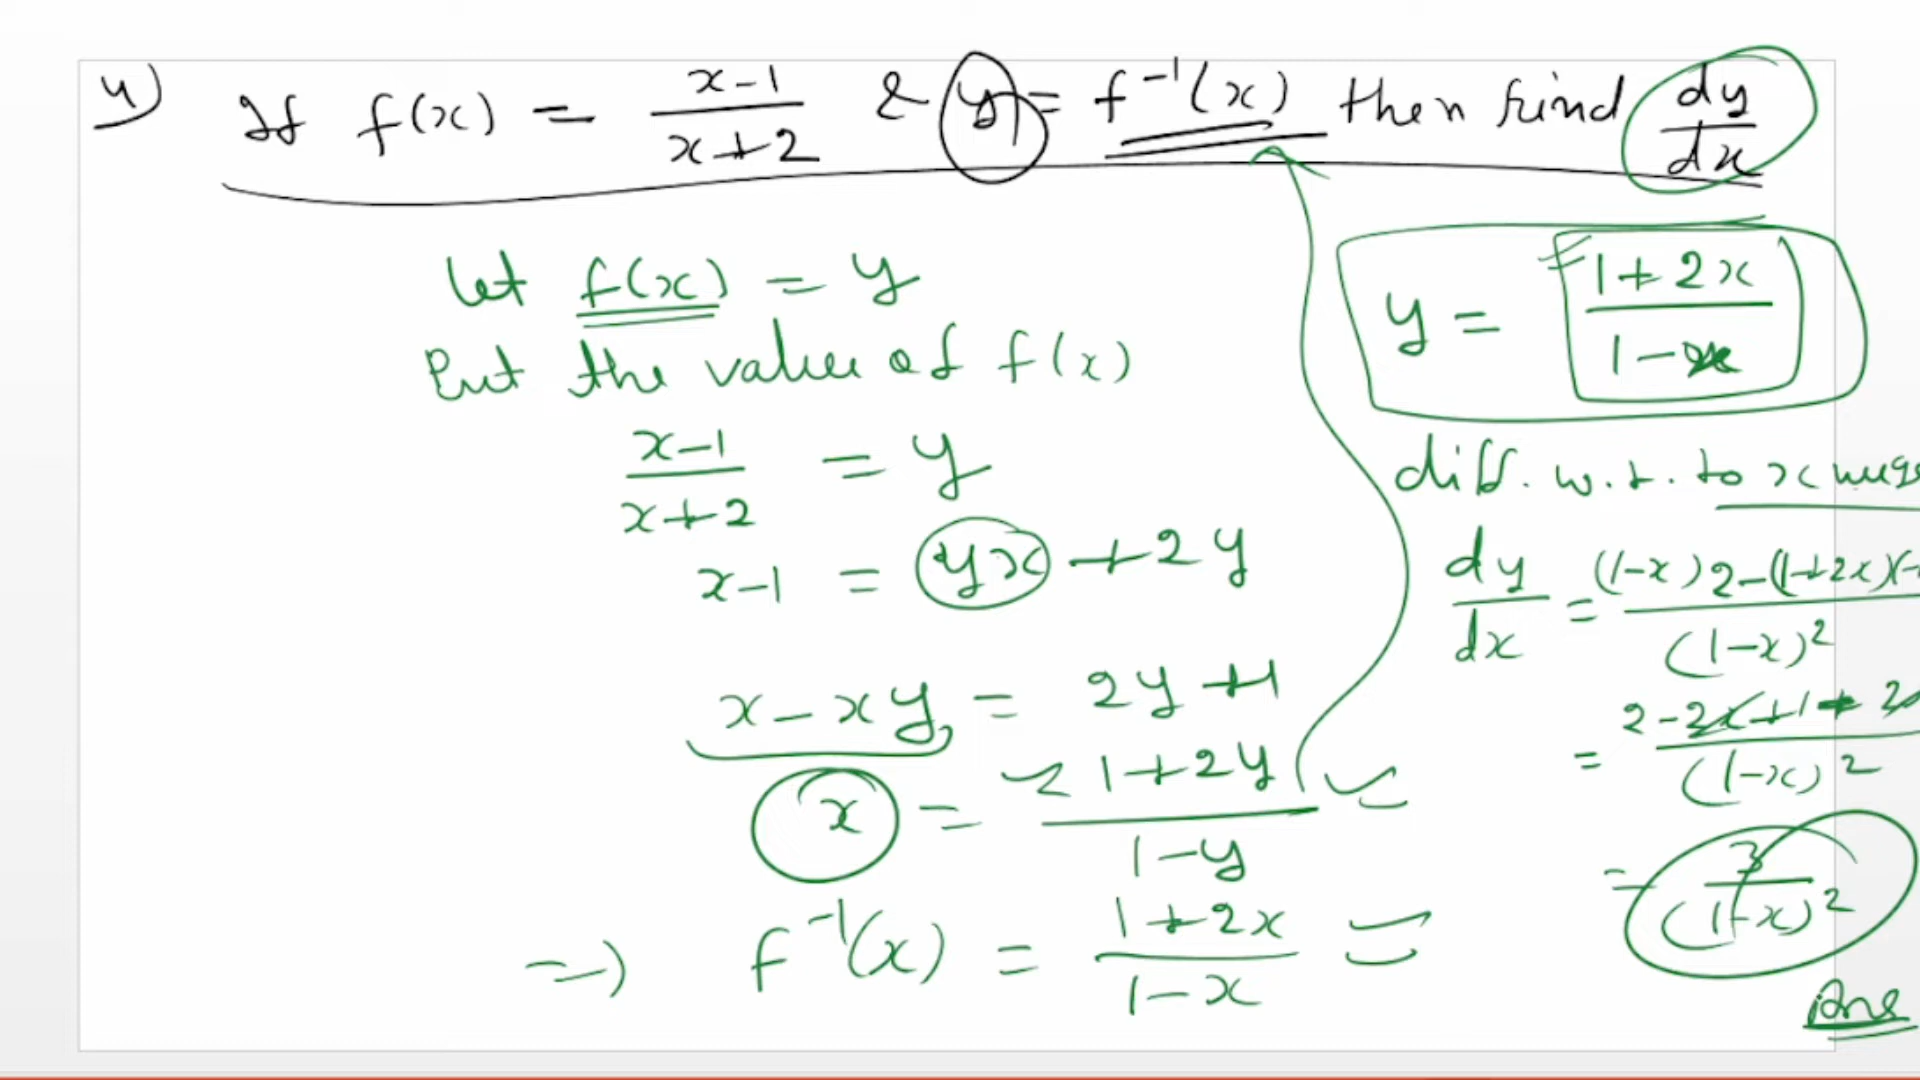 4) If f(x) = (x-1)/(x+2) & y = f⁻¹(x) then find dy/dx
Let f(x) = y
Put the value of f(x)
(x-1)/(x+2) = y
x-1 = yx + 2y
x-xy = 2y+1
x = (1+2y)/(1-y)
=> f⁻¹(x) = (1+2x)/(1-x)
y = (1+2x)/(1-x)
diff. w.r. to x
dy/dx = ((1-x)2-(1+2x)(-
/(1-x)²
= (2-2x+1+2x)/(1-x)²
= 3/(1-x)²
Ans